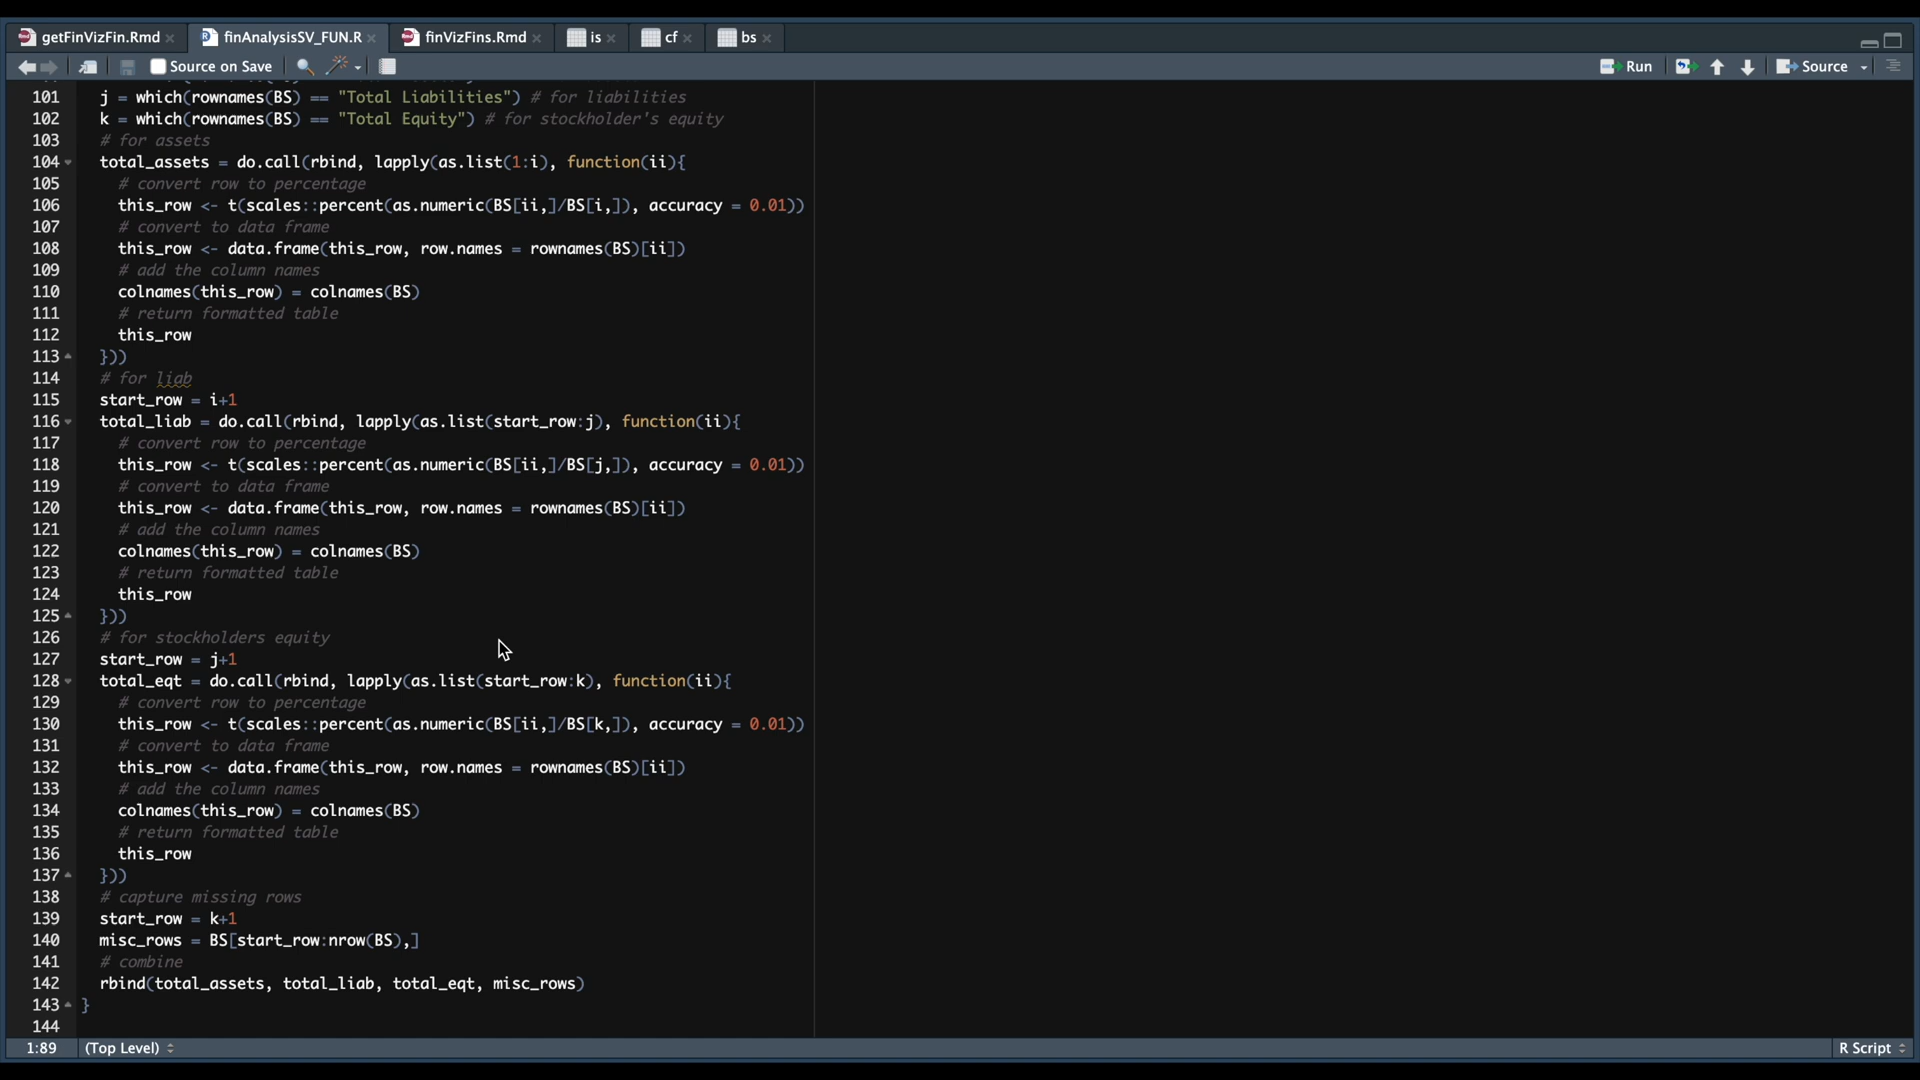 getFinVizFin.Rmd × finAnalysisSV_FUN.R × finVizFins.Rmd × is × cf × bs ×
Source on Save Run Source
101 j = which(rownames(BS) == "Total Liabilities") # for liabilities
102 k = which(rownames(BS) == "Total Equity") # for stockholder's equity
103 # for assets
104 total_assets = do.call(rbind, lapply(as.list(1:i), function(ii){
105 # convert row to percentage
106 this_row <- t(scales::percent(as.numeric(BS[ii,]/BS[i,]), accuracy = 0.01))
107 # convert to data frame
108 this_row <- data.frame(this_row, row.names = rownames(BS)[ii])
109 # add the column names
110 colnames(this_row) = colnames(BS)
111 # return formatted table
112 this_row
113 }))
114 # for liab
115 start_row = i+1
116 total_liab = do.call(rbind, lapply(as.list(start_row:j), function(ii){
117 # convert row to percentage
118 this_row <- t(scales::percent(as.numeric(BS[ii,]/BS[j,]), accuracy = 0.01))
119 # convert to data frame
120 this_row <- data.frame(this_row, row.names = rownames(BS)[ii])
121 # add the column names
122 colnames(this_row) = colnames(BS)
123 # return formatted table
124 this_row
125 }))
126 # for stockholders equity
127 start_row = j+1
128 total_eqt = do.call(rbind, lapply(as.list(start_row:k), function(ii){
129 # convert row to percentage
130 this_row <- t(scales::percent(as.numeric(BS[ii,]/BS[k,]), accuracy = 0.01))
131 # convert to data frame
132 this_row <- data.frame(this_row, row.names = rownames(BS)[ii])
133 # add the column names
134 colnames(this_row) = colnames(BS)
135 # return formatted table
136 this_row
137 }))
138 # capture missing rows
139 start_row = k+1
140 misc_rows = BS[start_row:nrow(BS),]
141 # combine
142 rbind(total_assets, total_liab, total_eqt, misc_rows)
143 }
144
1:89 (Top Level) R Script